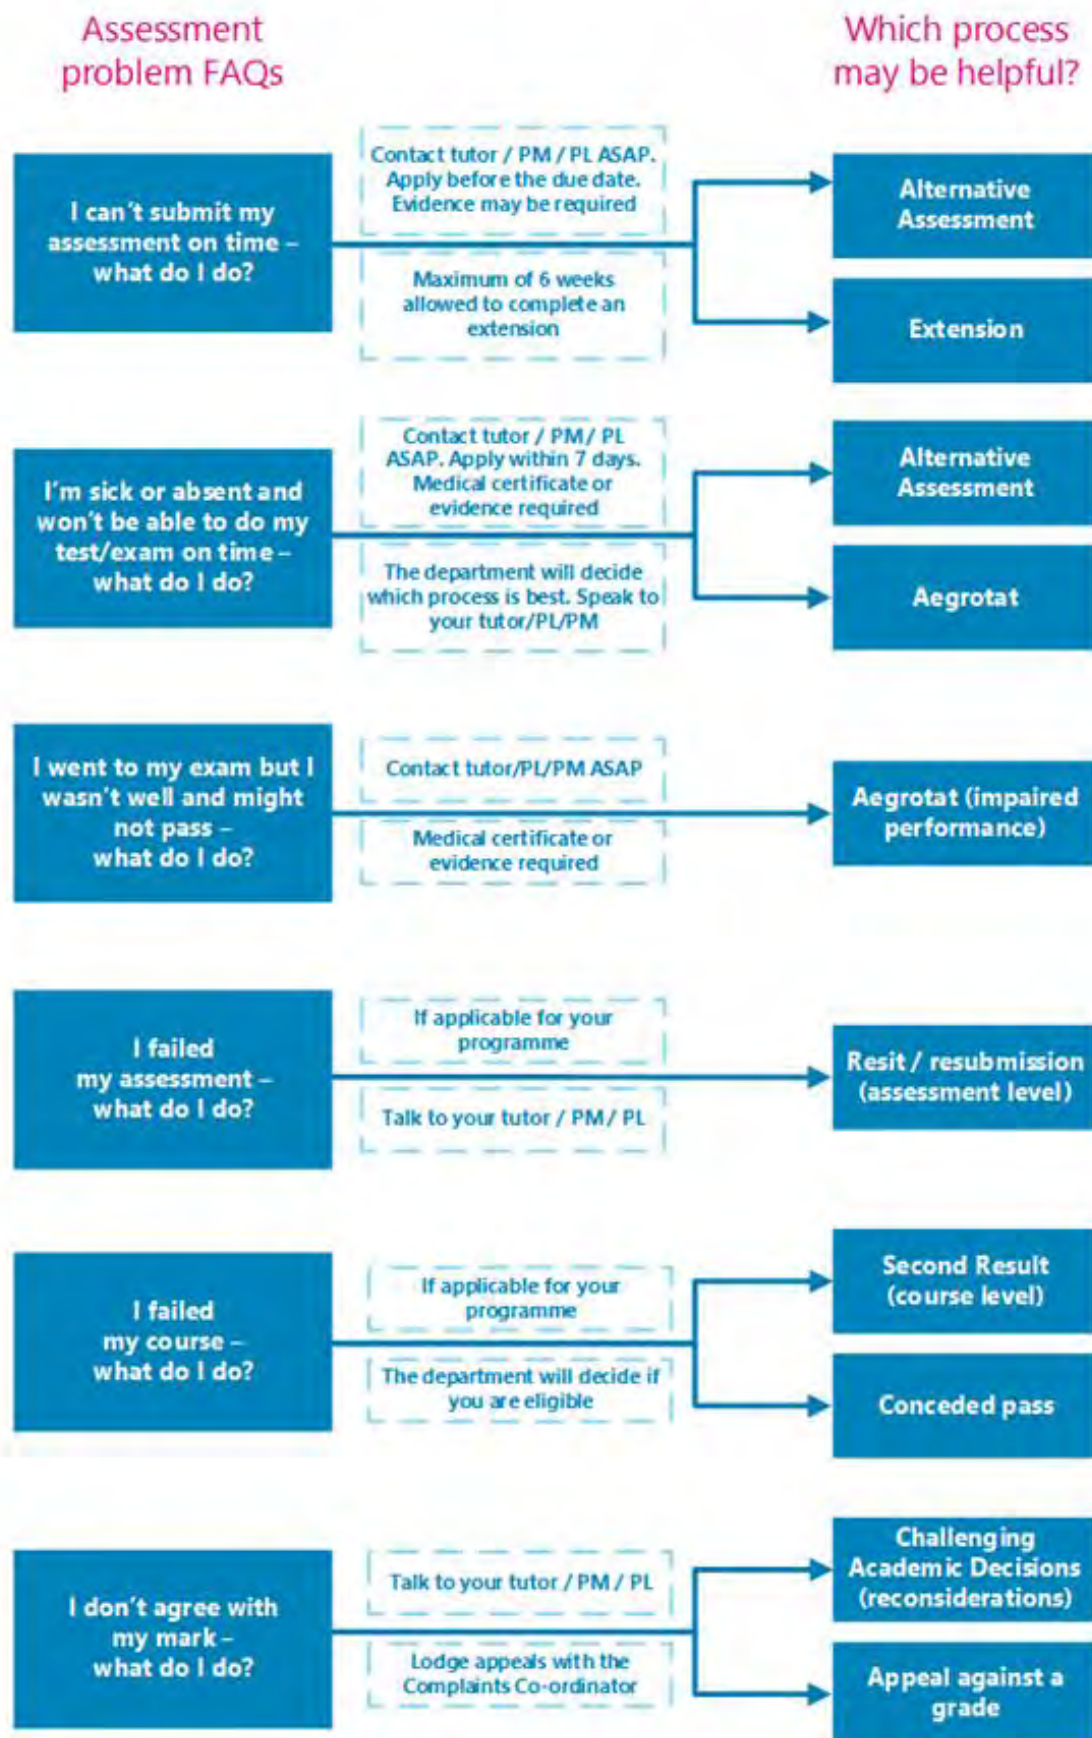 Assessment
problem FAQs
Which process
may be helpful?
I can't submit my
assessment on time –
what do I do?
Contact tutor / PM / PL ASAP.
Apply before the due date.
Evidence may be required
Maximum of 6 weeks
allowed to complete an
extension
Alternative
Assessment
Extension
I'm sick or absent and
won't be able to do my
test/exam on time –
what do I do?
Contact tutor / PM / PL
ASAP. Apply within 7 days.
Medical certificate or
evidence required
The department will decide
which process is best. Speak to
your tutor/PL/PM
Alternative
Assessment
Aegrotat
I went to my exam but I
wasn't well and might
not pass –
what do I do?
Contact tutor/PL/PM ASAP
Medical certificate or
evidence required
Aegrotat (impaired
performance)
I failed
my assessment –
what do I do?
If applicable for your
programme
Talk to your tutor / PM / PL
Resit / resubmission
(assessment level)
I failed
my course –
what do I do?
If applicable for your
programme
The department will decide if
you are eligible
Second Result
(course level)
Conceded pass
I don't agree with
my mark –
what do I do?
Talk to your tutor / PM / PL
Lodge appeals with the
Complaints Co-ordinator
Challenging
Academic Decisions
(reconsiderations)
Appeal against a
grade